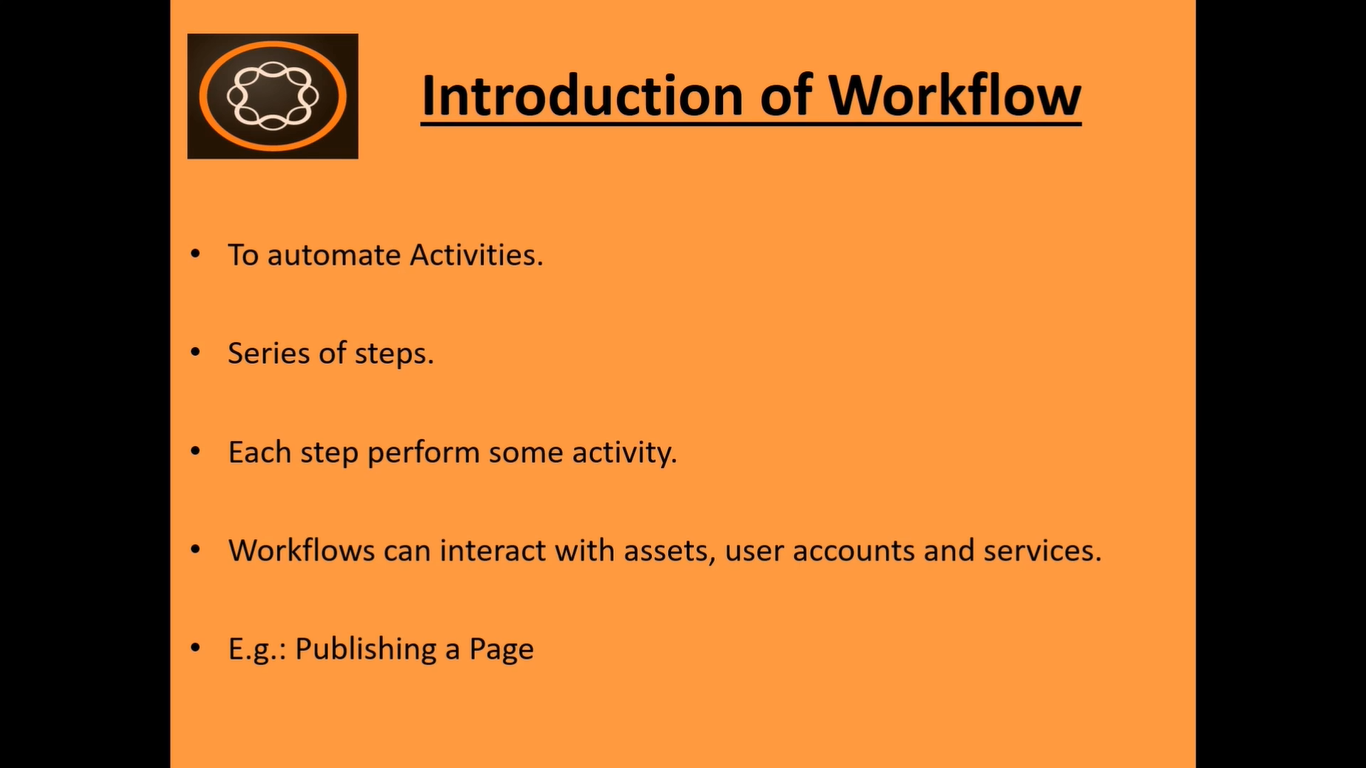 Introduction of Workflow
• To automate Activities.
• Series of steps.
• Each step perform some activity.
• Workflows can interact with assets, user accounts and services.
• E.g.: Publishing a Page